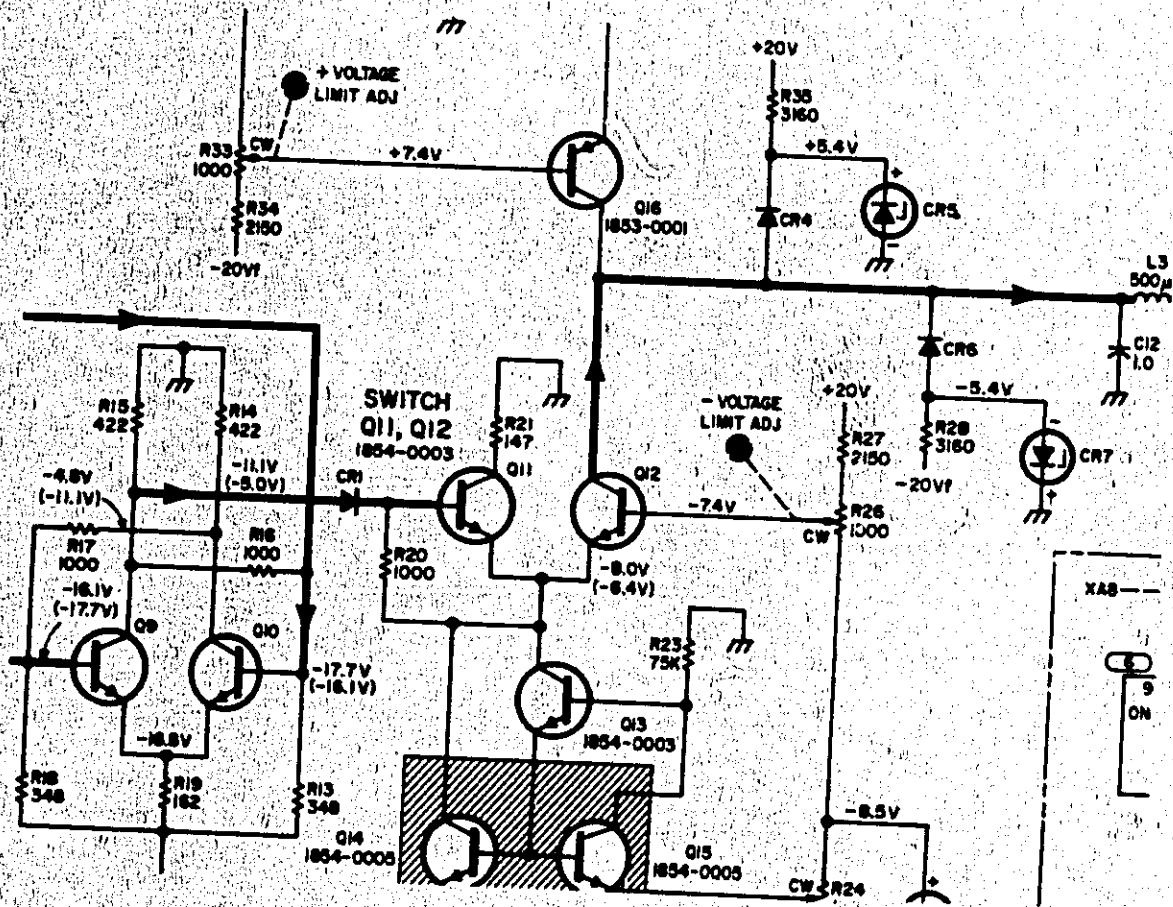 + VOLTAGE
LIMIT ADJ
+20V
R35
3160
R33
1000
CW
+7.4V
+5.4V
R34
2150
-20Vf
Q16
1853-0001
CR4
CR5
L3
500µ
CR6
C12
1.0
R15
422
R14
422
SWITCH
Q11, Q12
1854-0003
R21
147
- VOLTAGE
LIMIT ADJ
+20V
-5.4V
R27
2150
R28
3160
CR7
-20Vf
-4.8V
(-11.1V)
-11.1V
(-5.0V)
CR1
Q11
Q12
-7.4V
R26
1000
CW
R17
1000
R16
1000
R20
1000
-8.0V
(-6.4V)
XA8
-16.1V
(-17.7V)
Q9
Q10
R23
75K
6
9
ON
-17.7V
(-16.1V)
Q13
1854-0003
R18
348
R19
162
R13
348
-8.5V
Q14
1854-0005
Q15
1854-0005
CW
R24